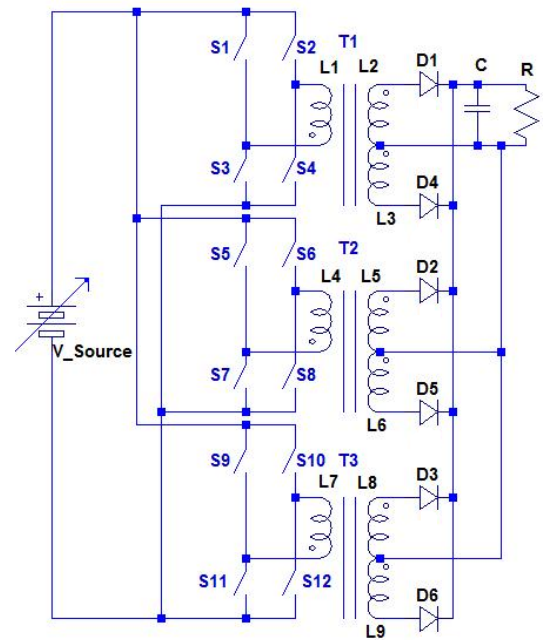 S1 S2 T1 D1 C R
L1 L2
S3 S4 D4
L3
S5 S6 T2 D2
L4 L5
+
V_Source
S7 S8 D5
L6
S9 S10 T3 D3
L7 L8
S11 S12 D6
L9